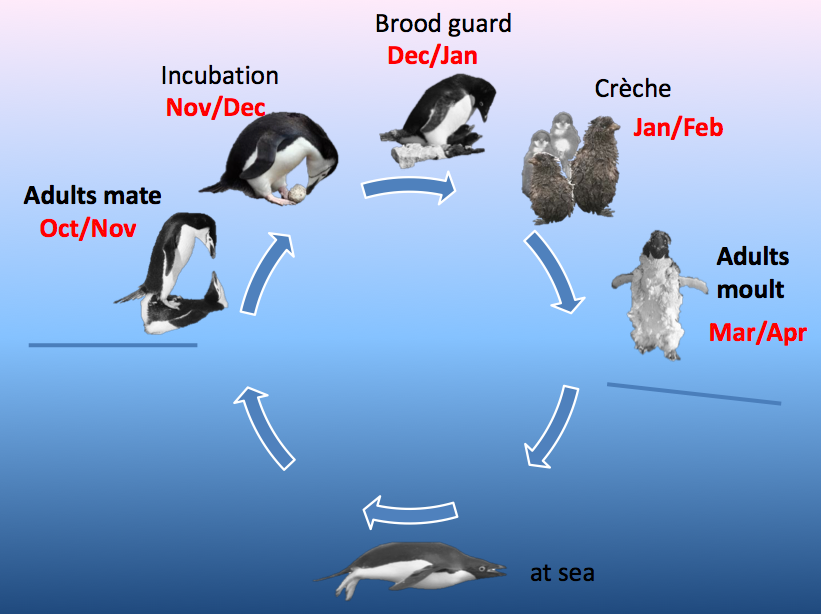 Brood guard
Dec/Jan
Incubation
Nov/Dec
Crèche
Jan/Feb
Adults mate
Oct/Nov
Adults
moult
Mar/Apr
at sea